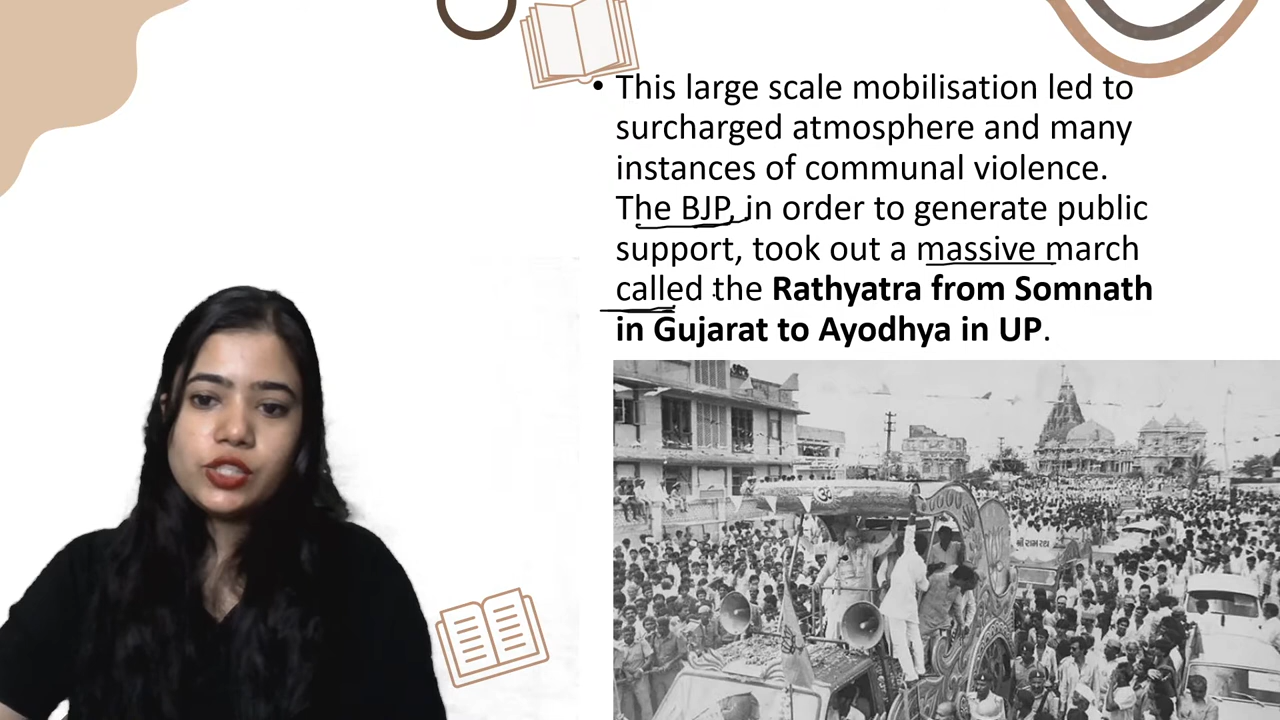 • This large scale mobilisation led to
surcharged atmosphere and many
instances of communal violence.
The BJP, in order to generate public
support, took out a massive march
called the Rathyatra from Somnath
in Gujarat to Ayodhya in UP.
ૐ
શ્રી રામ રથ